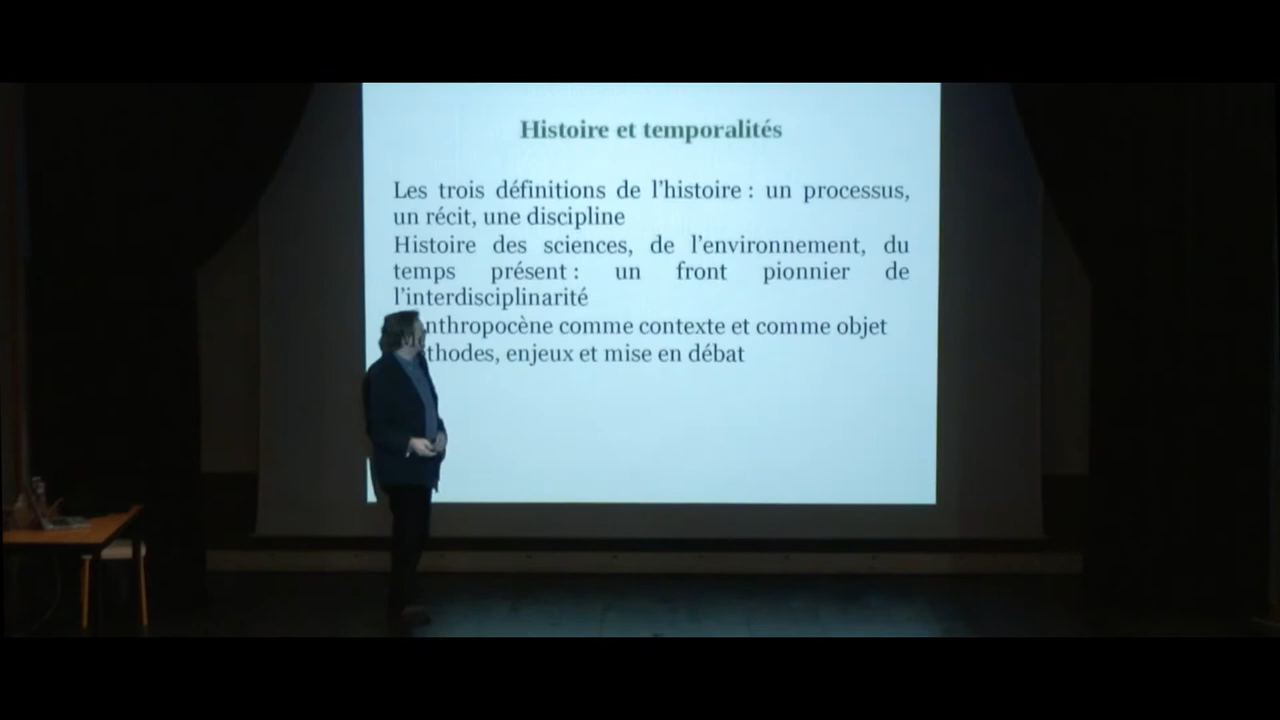 Histoire et temporalités
Les trois définitions de l'histoire : un processus,
un récit, une discipline
Histoire des sciences, de l'environnement, du
temps présent : un front pionnier de
l'interdisciplinarité
comme contexte et comme objet
enjeux et mise en débat